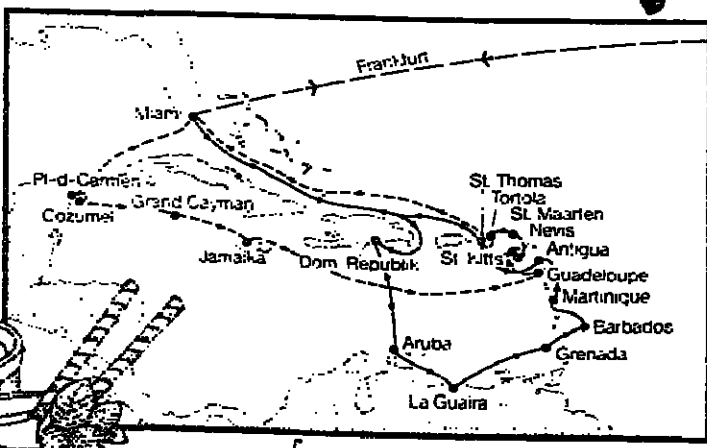 Frankfurt
Miami
Pl-d-Carmen
Cozumel
Grand Cayman
Jamaika
Dom Republik
St. Thomas
Tortola
St. Maarten
Nevis
St Kitts
Antigua
Guadeloupe
Martinique
Barbados
Grenada
Aruba
La Guaira